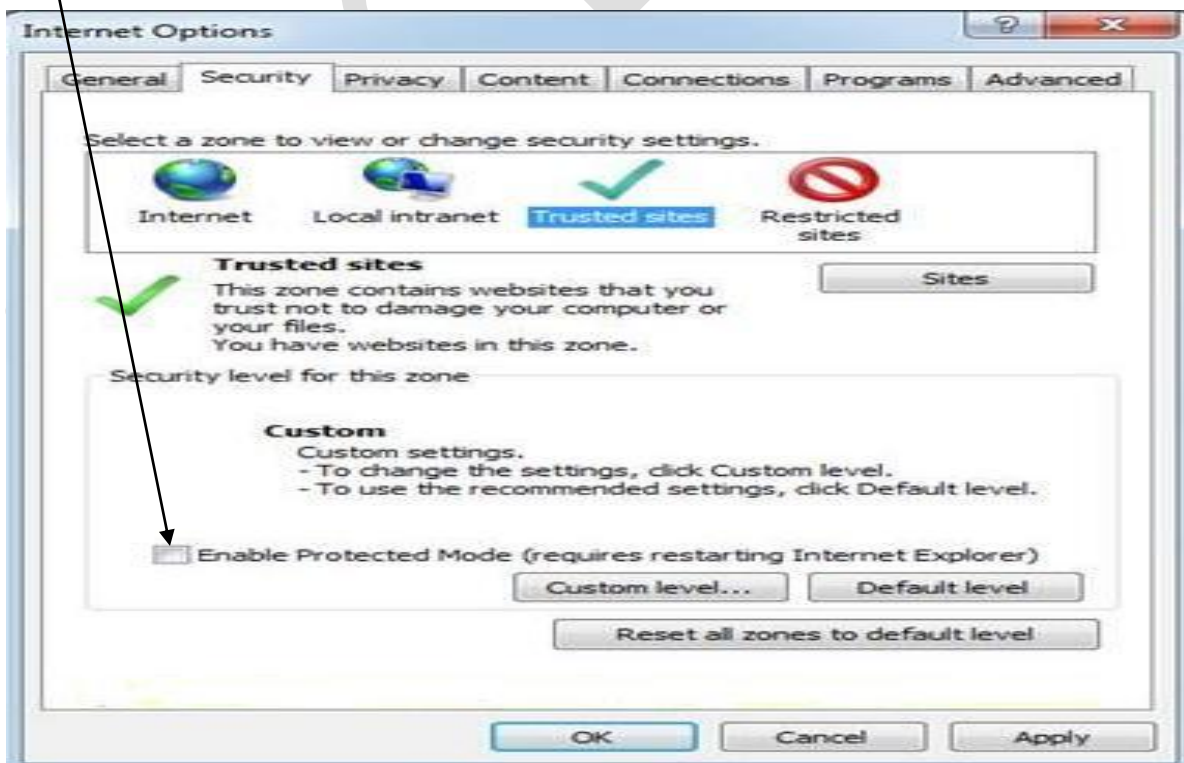 Internet Options
General Security Privacy Content Connections Programs Advanced
Select a zone to view or change security settings.
Internet Local intranet Trusted sites Restricted sites
Trusted sites
Sites
This zone contains websites that you
trust not to damage your computer or
your files.
You have websites in this zone.
Security level for this zone
Custom
Custom settings.
- To change the settings, click Custom level.
- To use the recommended settings, click Default level.
Enable Protected Mode (requires restarting Internet Explorer)
Custom level... Default level
Reset all zones to default level
OK Cancel Apply